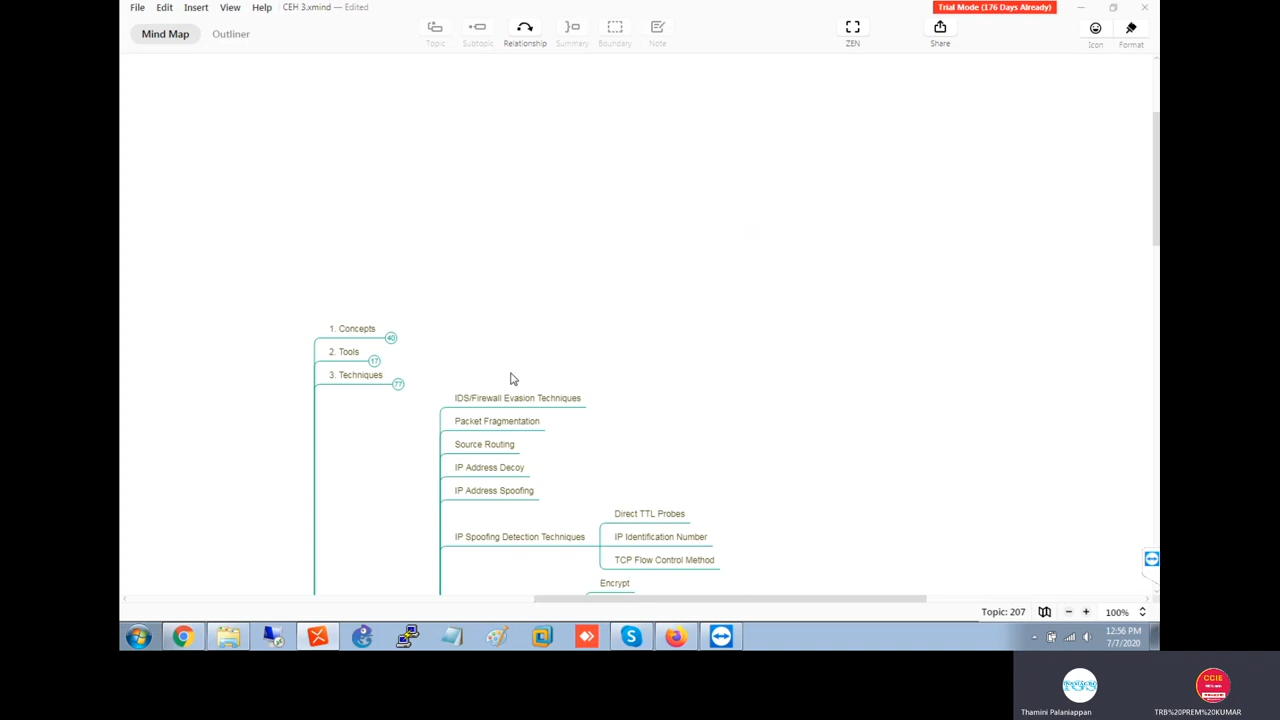 File Edit Insert View Help CEH 3.xmind — Edited Trial Mode (176 Days Already)
Mind Map Outliner Topic Subtopic Relationship Summary Boundary Note ZEN Share Icon Format
1. Concepts 40
2. Tools 17
3. Techniques 77
IDS/Firewall Evasion Techniques
Packet Fragmentation
Source Routing
IP Address Decoy
IP Address Spoofing
Direct TTL Probes
IP Spoofing Detection Techniques IP Identification Number
TCP Flow Control Method
Encrypt
Topic: 207 100%
12:56 PM
7/7/2020
CCIE
Thamini Palaniappan TRB%20PREM%20KUMAR